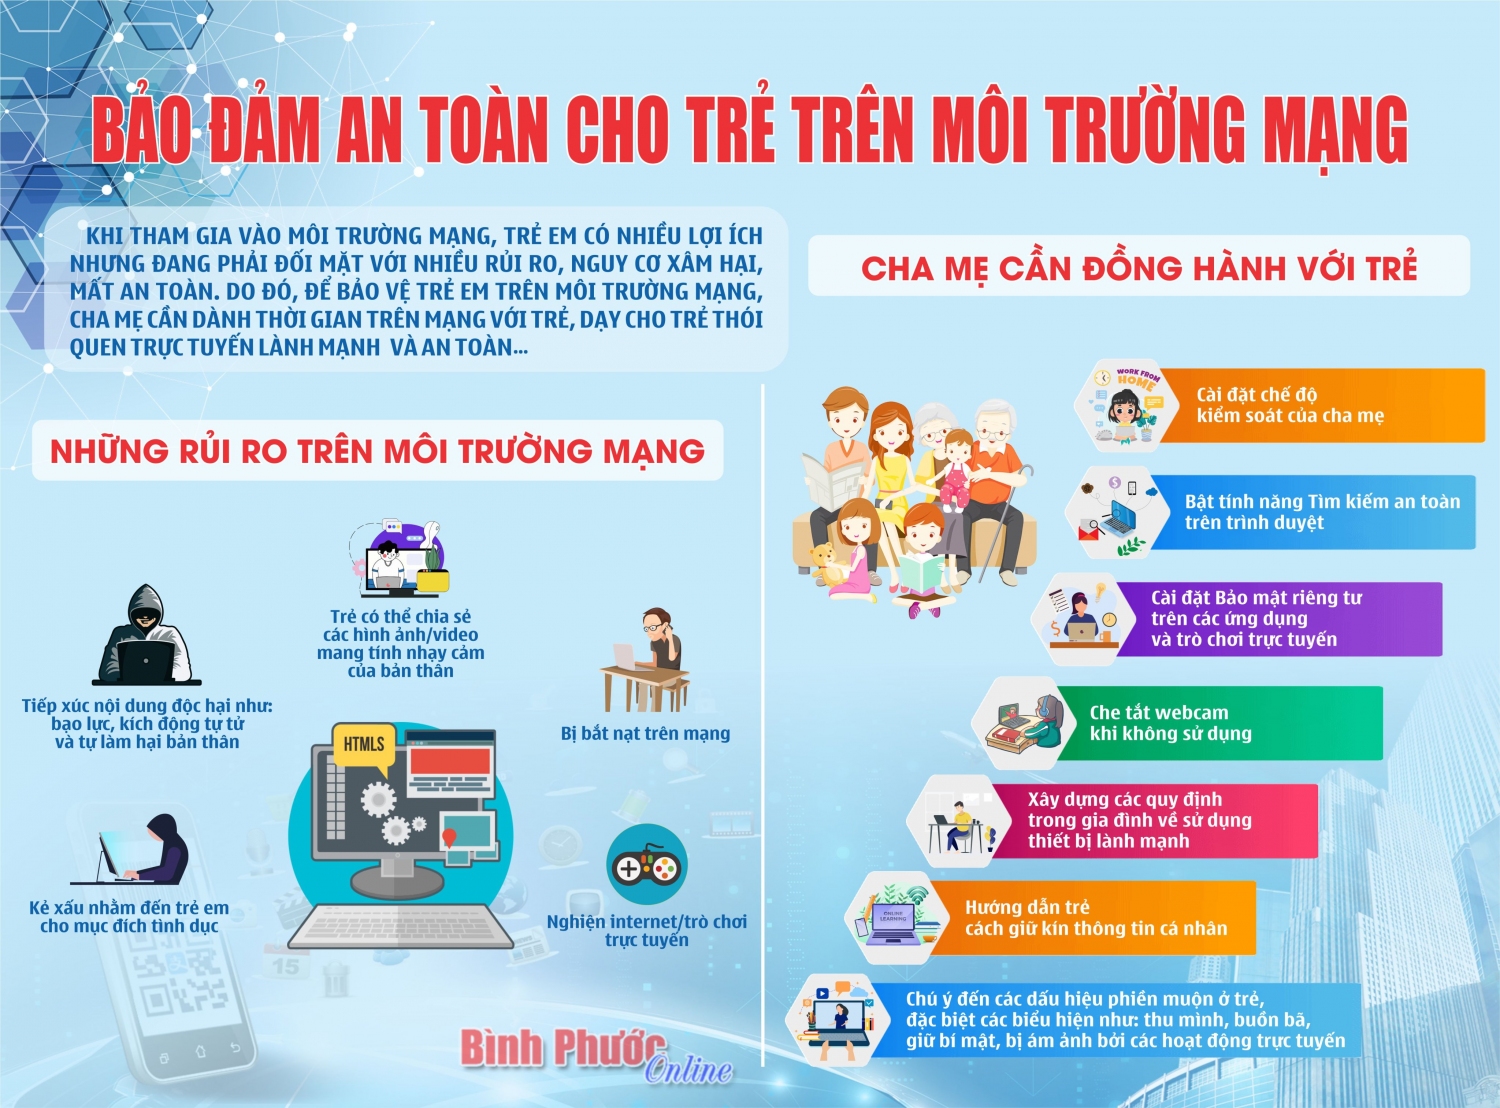 BẢO ĐẢM AN TOÀN CHO TRẺ TRÊN MÔI TRƯỜNG MẠNG
KHI THAM GIA VÀO MÔI TRƯỜNG MẠNG, TRẺ EM CÓ NHIỀU LỢI ÍCH
NHƯNG ĐANG PHẢI ĐỐI MẶT VỚI NHIỀU RỦI RO, NGUY CƠ XÂM HẠI,
MẤT AN TOÀN. DO ĐÓ, ĐỂ BẢO VỆ TRẺ EM TRÊN MÔI TRƯỜNG MẠNG,
CHA MẸ CẦN DÀNH THỜI GIAN TRÊN MẠNG VỚI TRẺ, DẠY CHO TRẺ THÓI
QUEN TRỰC TUYẾN LÀNH MẠNH VÀ AN TOÀN...
NHỮNG RỦI RO TRÊN MÔI TRƯỜNG MẠNG
Trẻ có thể chia sẻ
các hình ảnh/video
mang tính nhạy cảm
của bản thân
Tiếp xúc nội dung độc hại như:
bạo lực, kích động tự tử
và tự làm hại bản thân
Bị bắt nạt trên mạng
HTMLS
Kẻ xấu nhằm đến trẻ em
cho mục đích tình dục
Nghiện internet/trò chơi
trực tuyến
15
Bình Phước
Online
CHA MẸ CẦN ĐỒNG HÀNH VỚI TRẺ
WORK FROM
HOME
Cài đặt chế độ
kiểm soát của cha mẹ
Bật tính năng Tìm kiếm an toàn
trên trình duyệt
Cài đặt Bảo mật riêng tư
trên các ứng dụng
và trò chơi trực tuyến
Che tắt webcam
khi không sử dụng
Xây dựng các quy định
trong gia đình về sử dụng
thiết bị lành mạnh
ONLINE
LEARNING
Hướng dẫn trẻ
cách giữ kín thông tin cá nhân
Chú ý đến các dấu hiệu phiền muộn ở trẻ,
đặc biệt các biểu hiện như: thu mình, buồn bã,
giữ bí mật, bị ám ảnh bởi các hoạt động trực tuyến